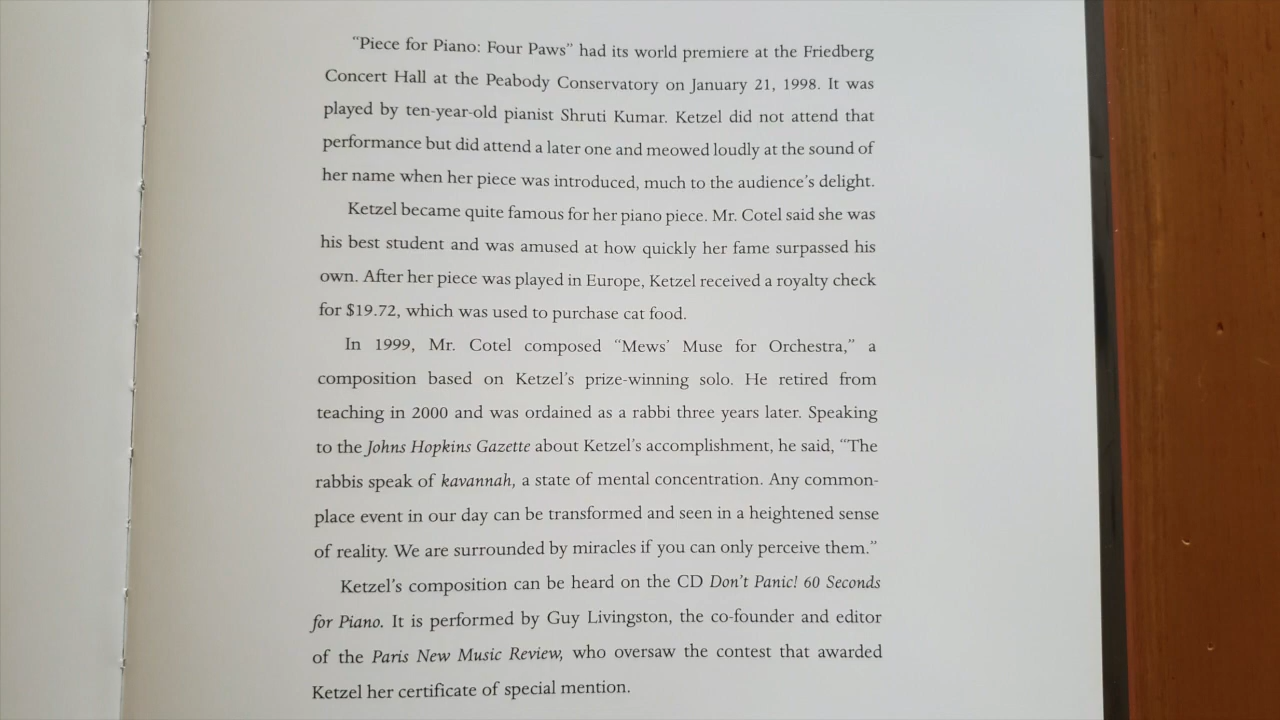 “Piece for Piano: Four Paws” had its world premiere at the Friedberg
Concert Hall at the Peabody Conservatory on January 21, 1998. It was
played by ten-year-old pianist Shruti Kumar. Ketzel did not attend that
performance but did attend a later one and meowed loudly at the sound of
her name when her piece was introduced, much to the audience’s delight.
Ketzel became quite famous for her piano piece. Mr. Cotel said she was
his best student and was amused at how quickly her fame surpassed his
own. After her piece was played in Europe, Ketzel received a royalty check
for $19.72, which was used to purchase cat food.
In 1999, Mr. Cotel composed “Mews’ Muse for Orchestra,” a
composition based on Ketzel’s prize-winning solo. He retired from
teaching in 2000 and was ordained as a rabbi three years later. Speaking
to the Johns Hopkins Gazette about Ketzel’s accomplishment, he said, “The
rabbis speak of kavannah, a state of mental concentration. Any common-
place event in our day can be transformed and seen in a heightened sense
of reality. We are surrounded by miracles if you can only perceive them.”
Ketzel’s composition can be heard on the CD Don’t Panic! 60 Seconds
for Piano. It is performed by Guy Livingston, the co-founder and editor
of the Paris New Music Review, who oversaw the contest that awarded
Ketzel her certificate of special mention.